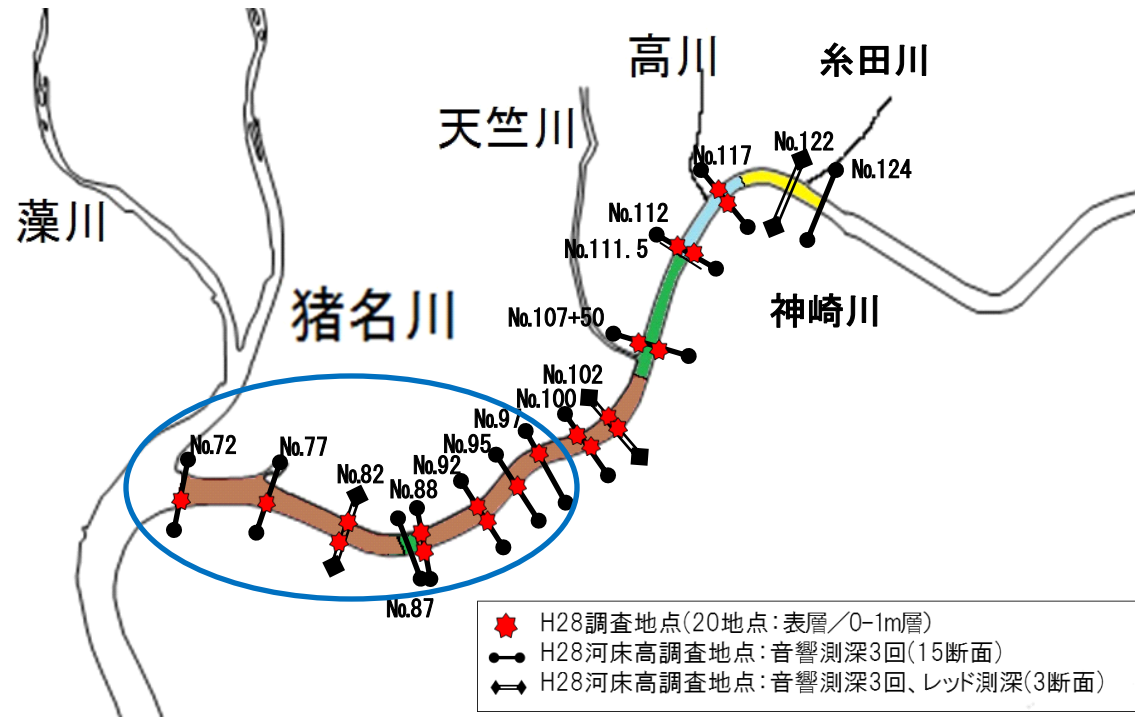 高川
糸田川
天竺川
No.122
No.117
No.124
藻川
No.112
No.111.5
猪名川
神崎川
No.107+50
No.102
No.100
No.97
No.95
No.72
No.77
No.92
No.82
No.88
No.87
H28調査地点(20地点:表層/0-1m層)
H28河床高調査地点:音響測深3回(15断面)
H28河床高調査地点:音響測深3回、レッド測深(3断面)